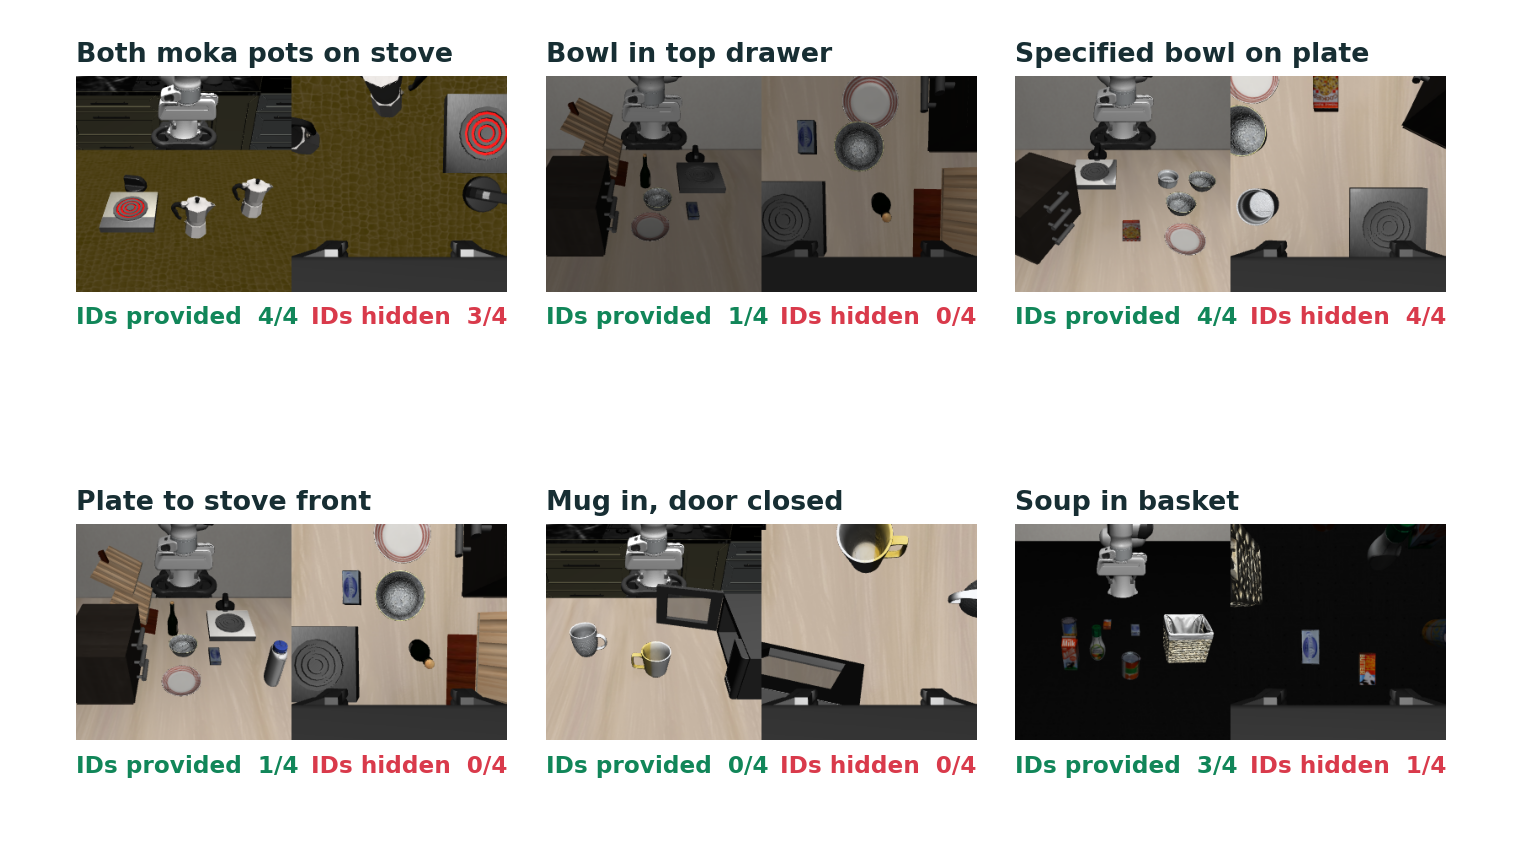 Both moka pots on stove
IDs provided 4/4 IDs hidden 3/4
Bowl in top drawer
IDs provided 1/4 IDs hidden 0/4
Specified bowl on plate
IDs provided 4/4 IDs hidden 4/4
Plate to stove front
IDs provided 1/4 IDs hidden 0/4
Mug in, door closed
IDs provided 0/4 IDs hidden 0/4
Soup in basket
IDs provided 3/4 IDs hidden 1/4